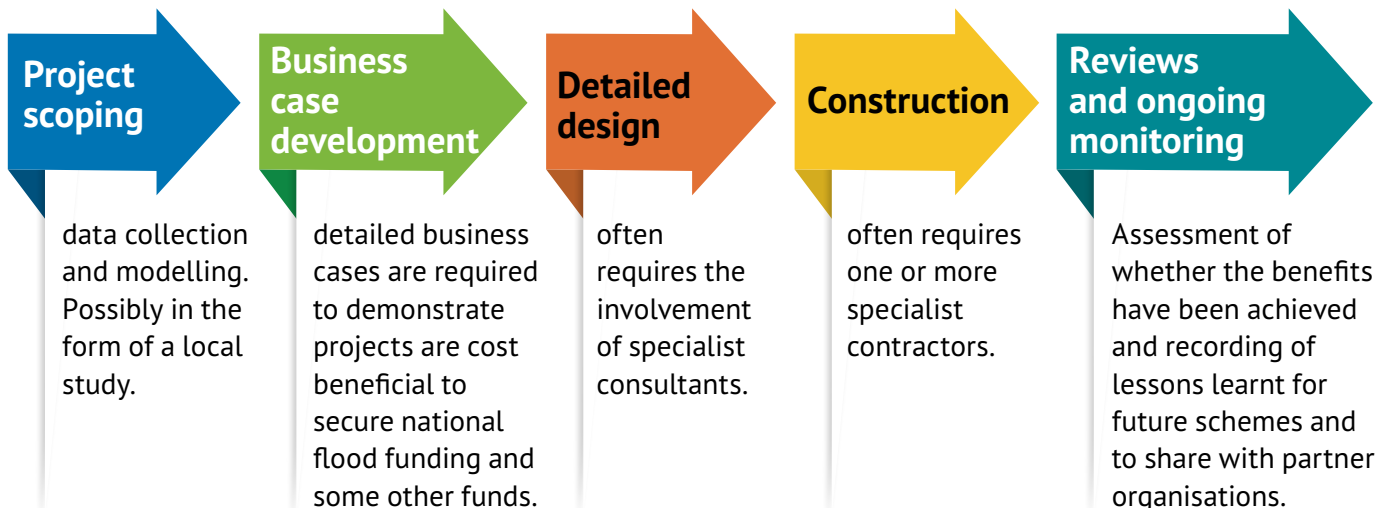 Project
scoping
data collection
and modelling.
Possibly in the
form of a local
study.
Business
case
development
detailed business
cases are required
to demonstrate
projects are cost
beneficial to
secure national
flood funding and
some other funds.
Detailed
design
often
requires the
involvement
of specialist
consultants.
Construction
often requires
one or more
specialist
contractors.
Reviews
and ongoing
monitoring
Assessment of
whether the benefits
have been achieved
and recording of
lessons learnt for
future schemes and
to share with partner
organisations.